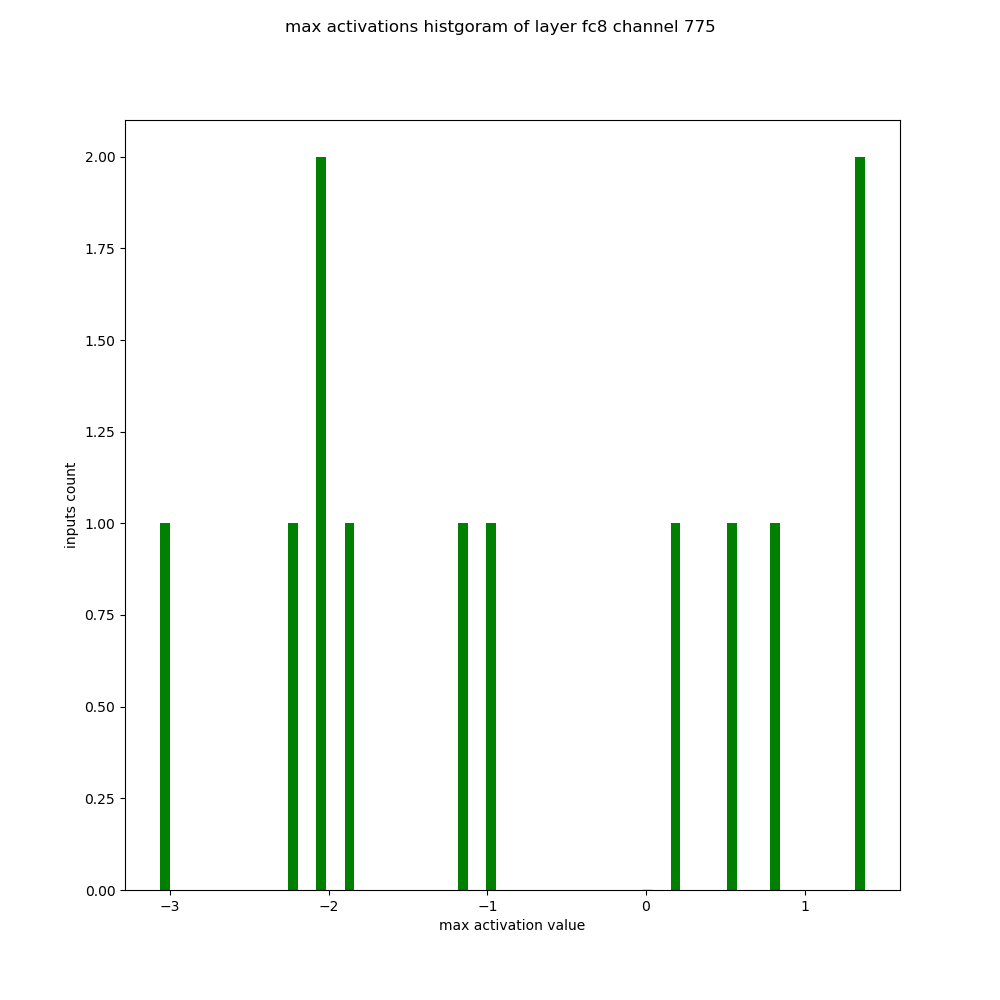 max activations histgoram of layer fc8 channel 775
2.00
1.75
1.50
1.25
1.00
0.75
0.50
0.25
0.00
inputs count
−3 −2 −1 0 1
max activation value